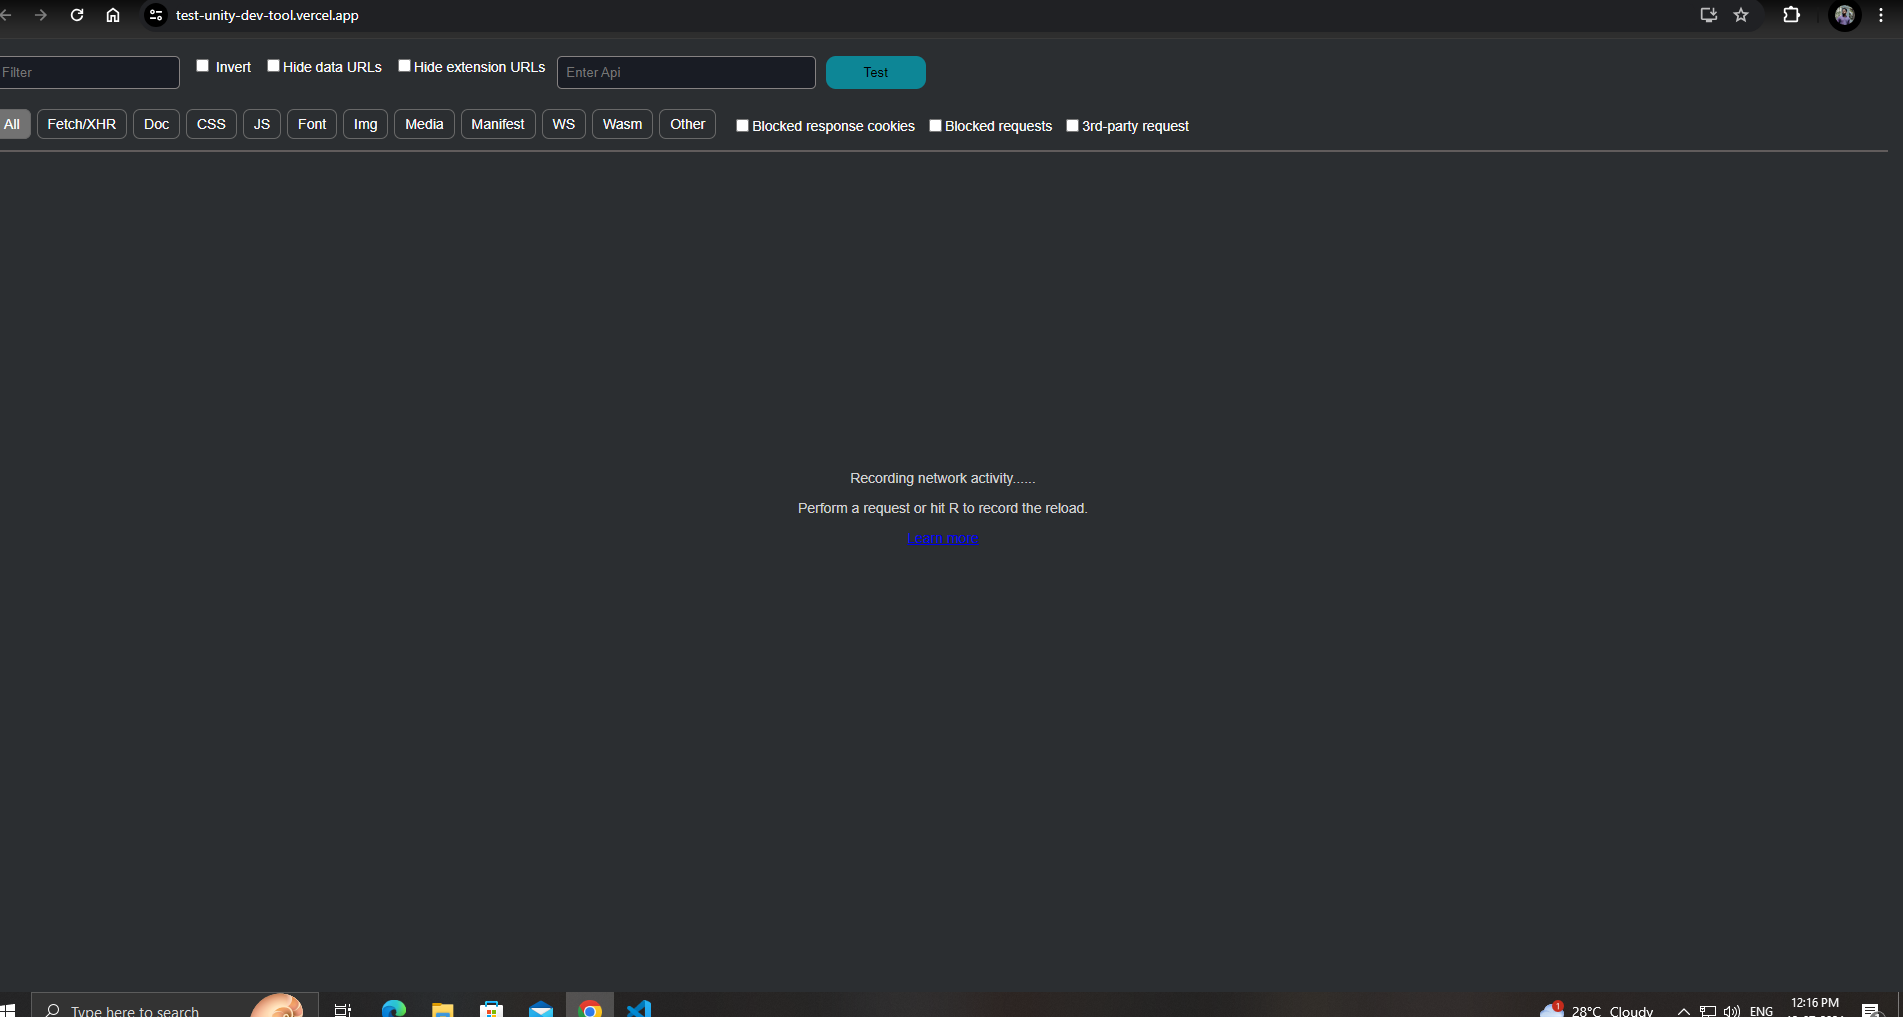 test-unity-dev-tool.vercel.app
Filter Invert Hide data URLs Hide extension URLs Enter Api Test
All Fetch/XHR Doc CSS JS Font Img Media Manifest WS Wasm Other Blocked response cookies Blocked requests 3rd-party request
Recording network activity......
Perform a request or hit R to record the reload.
Learn more
Type here to search 1 28°C Cloudy ENG 12:16 PM